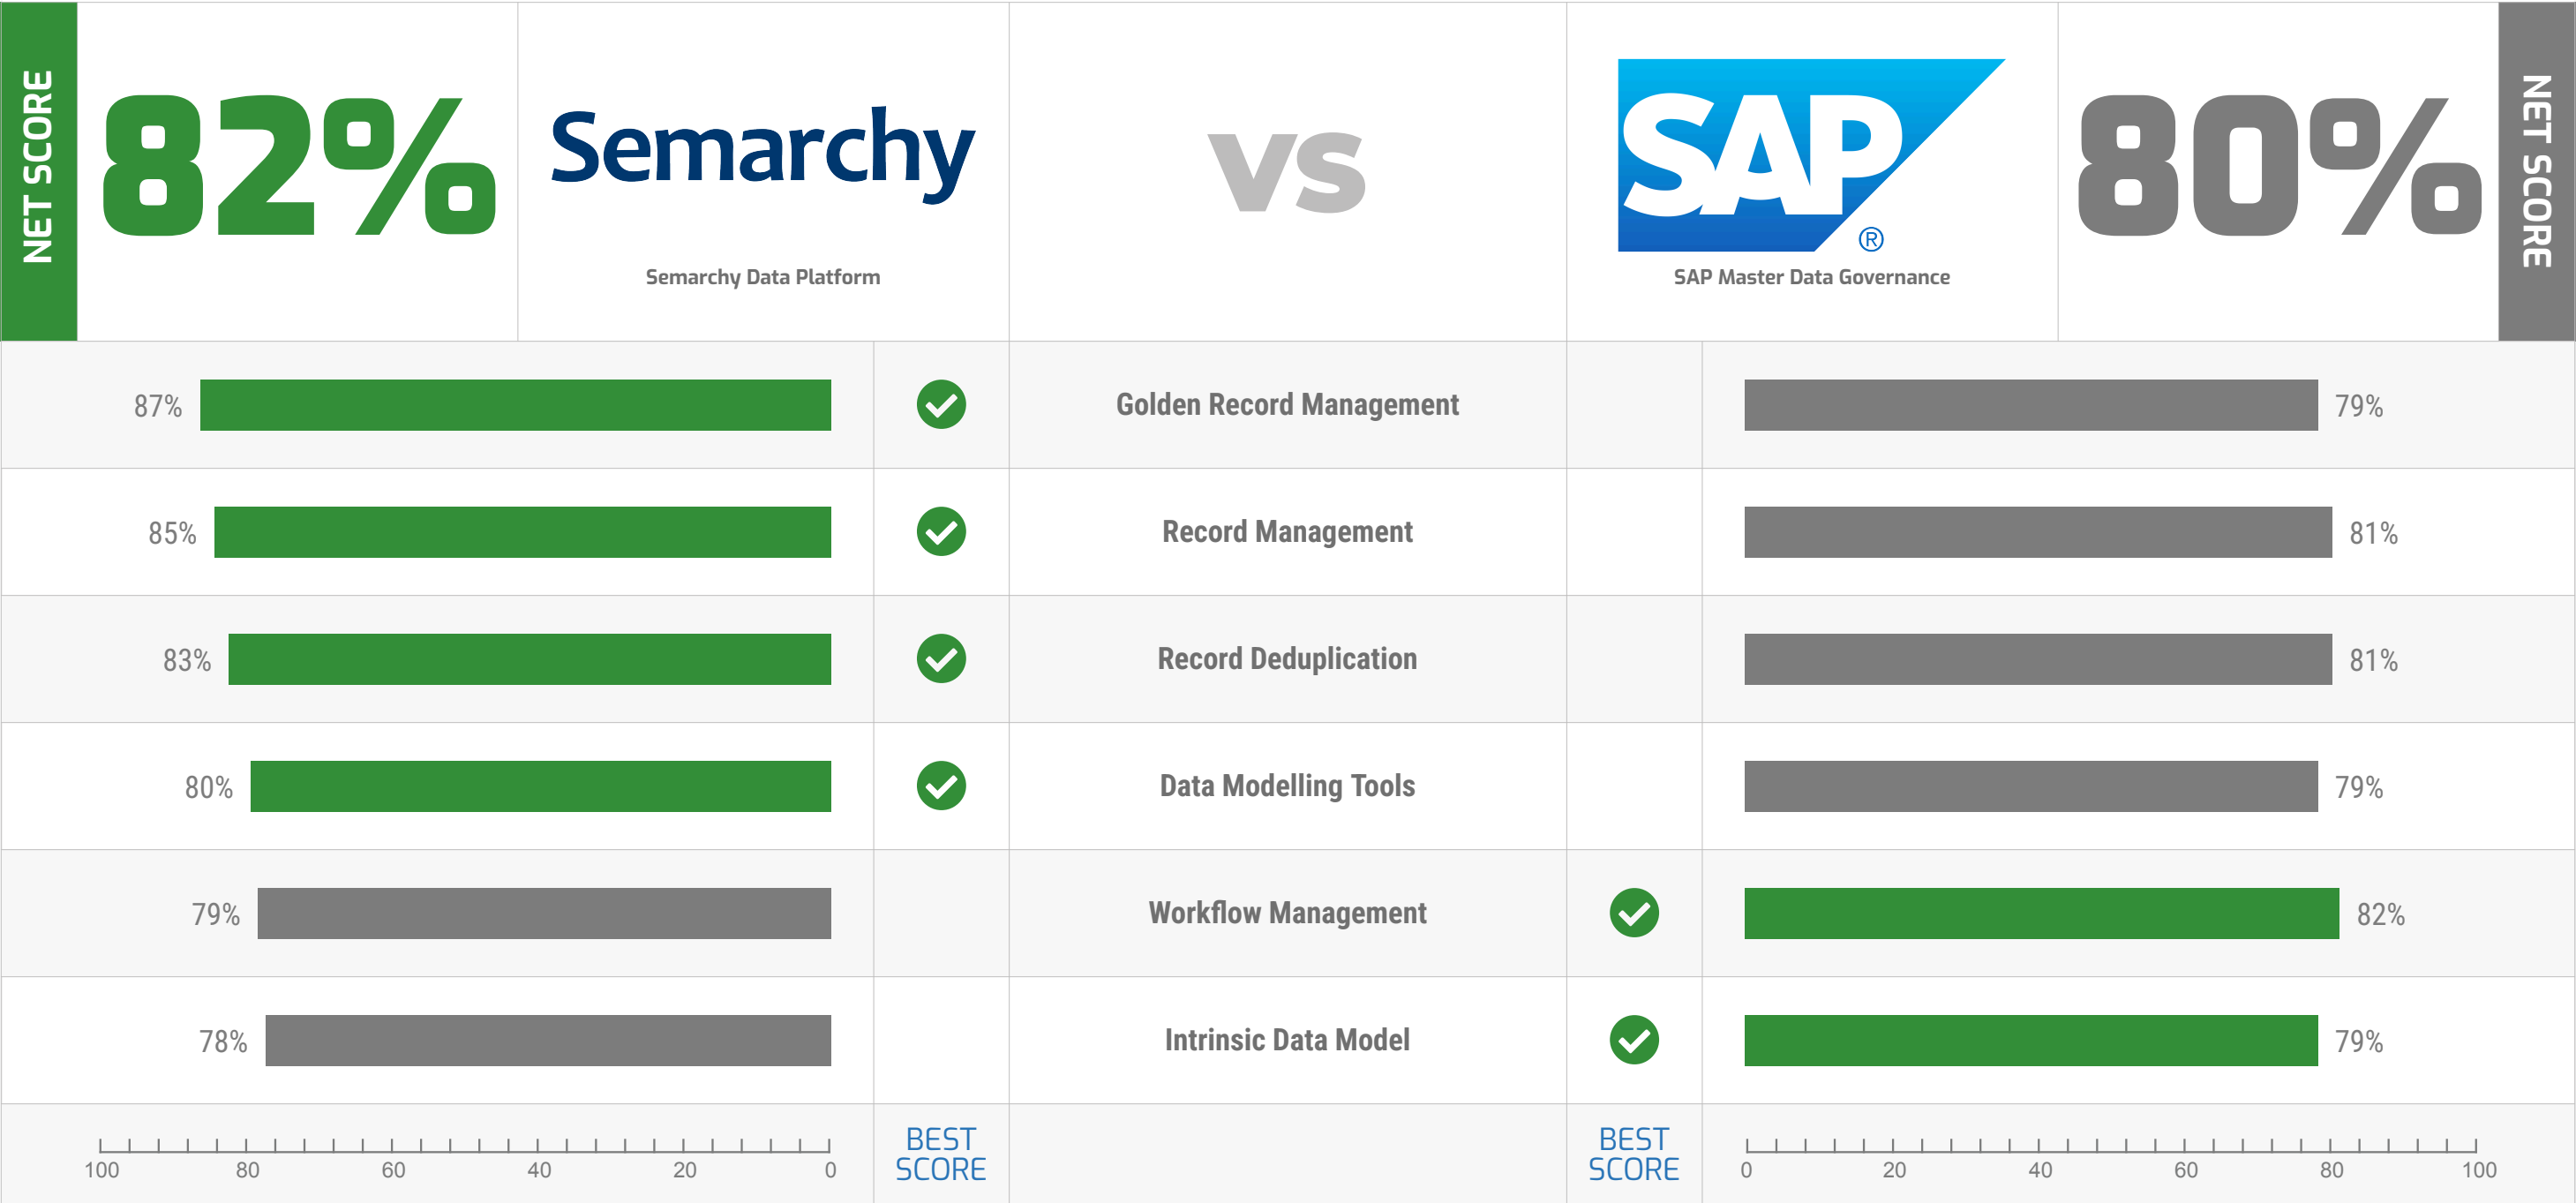 NET SCORE
82%
Semarchy
Semarchy Data Platform
vs
SAP
®
SAP Master Data Governance
80%
NET SCORE
87% Golden Record Management 79%
85% Record Management 81%
83% Record Deduplication 81%
80% Data Modelling Tools 79%
79% Workflow Management 82%
78% Intrinsic Data Model 79%
100 80 60 40 20 0
BEST
SCORE
BEST
SCORE
0 20 40 60 80 100